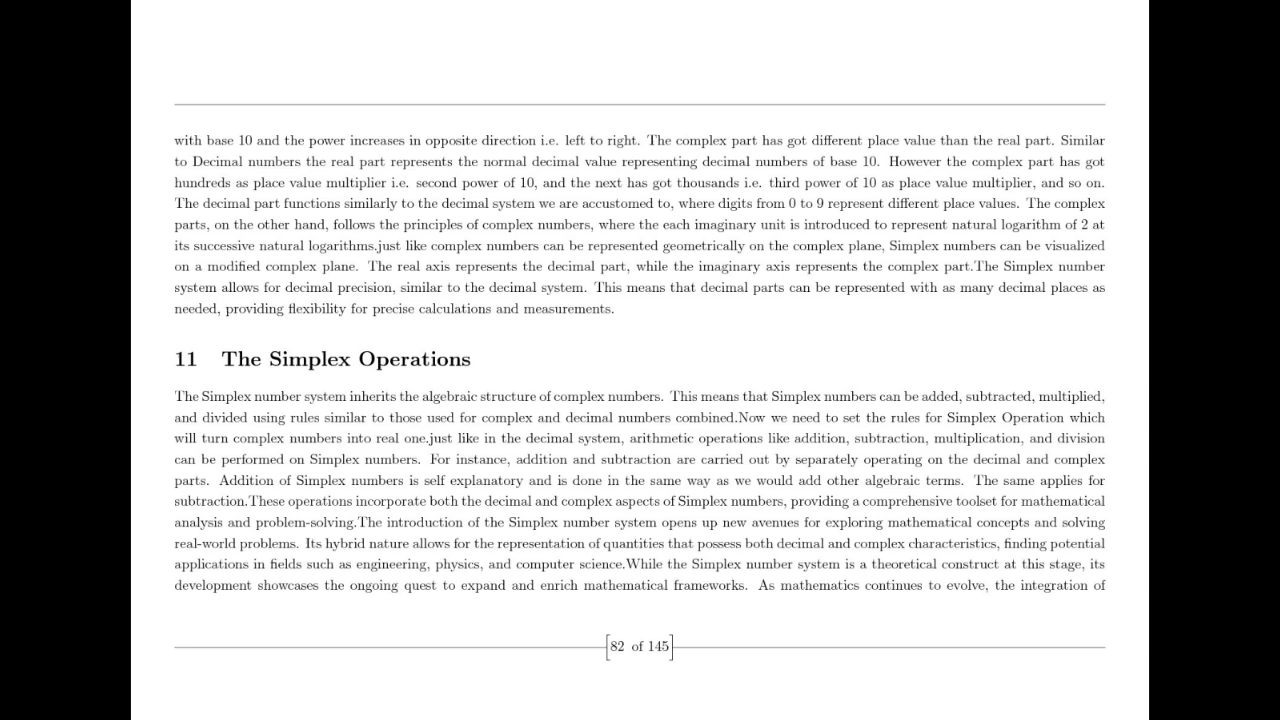 with base 10 and the power increases in opposite direction i.e. left to right. The complex part has got different place value than the real part. Similar
to Decimal numbers the real part represents the normal decimal value representing decimal numbers of base 10. However the complex part has got
hundreds as place value multiplier i.e. second power of 10, and the next has got thousands i.e. third power of 10 as place value multiplier, and so on.
The decimal part functions similarly to the decimal system we are accustomed to, where digits from 0 to 9 represent different place values. The complex
parts, on the other hand, follows the principles of complex numbers, where the each imaginary unit is introduced to represent natural logarithm of 2 at
its successive natural logarithms.just like complex numbers can be represented geometrically on the complex plane, Simplex numbers can be visualized
on a modified complex plane. The real axis represents the decimal part, while the imaginary axis represents the complex part.The Simplex number
system allows for decimal precision, similar to the decimal system. This means that decimal parts can be represented with as many decimal places as
needed, providing flexibility for precise calculations and measurements.
11 The Simplex Operations
The Simplex number system inherits the algebraic structure of complex numbers. This means that Simplex numbers can be added, subtracted, multiplied,
and divided using rules similar to those used for complex and decimal numbers combined.Now we need to set the rules for Simplex Operation which
will turn complex numbers into real one.just like in the decimal system, arithmetic operations like addition, subtraction, multiplication, and division
can be performed on Simplex numbers. For instance, addition and subtraction are carried out by separately operating on the decimal and complex
parts. Addition of Simplex numbers is self explanatory and is done in the same way as we would add other algebraic terms. The same applies for
subtraction.These operations incorporate both the decimal and complex aspects of Simplex numbers, providing a comprehensive toolset for mathematical
analysis and problem-solving.The introduction of the Simplex number system opens up new avenues for exploring mathematical concepts and solving
real-world problems. Its hybrid nature allows for the representation of quantities that possess both decimal and complex characteristics, finding potential
applications in fields such as engineering, physics, and computer science.While the Simplex number system is a theoretical construct at this stage, its
development showcases the ongoing quest to expand and enrich mathematical frameworks. As mathematics continues to evolve, the integration of
[82 of 145]